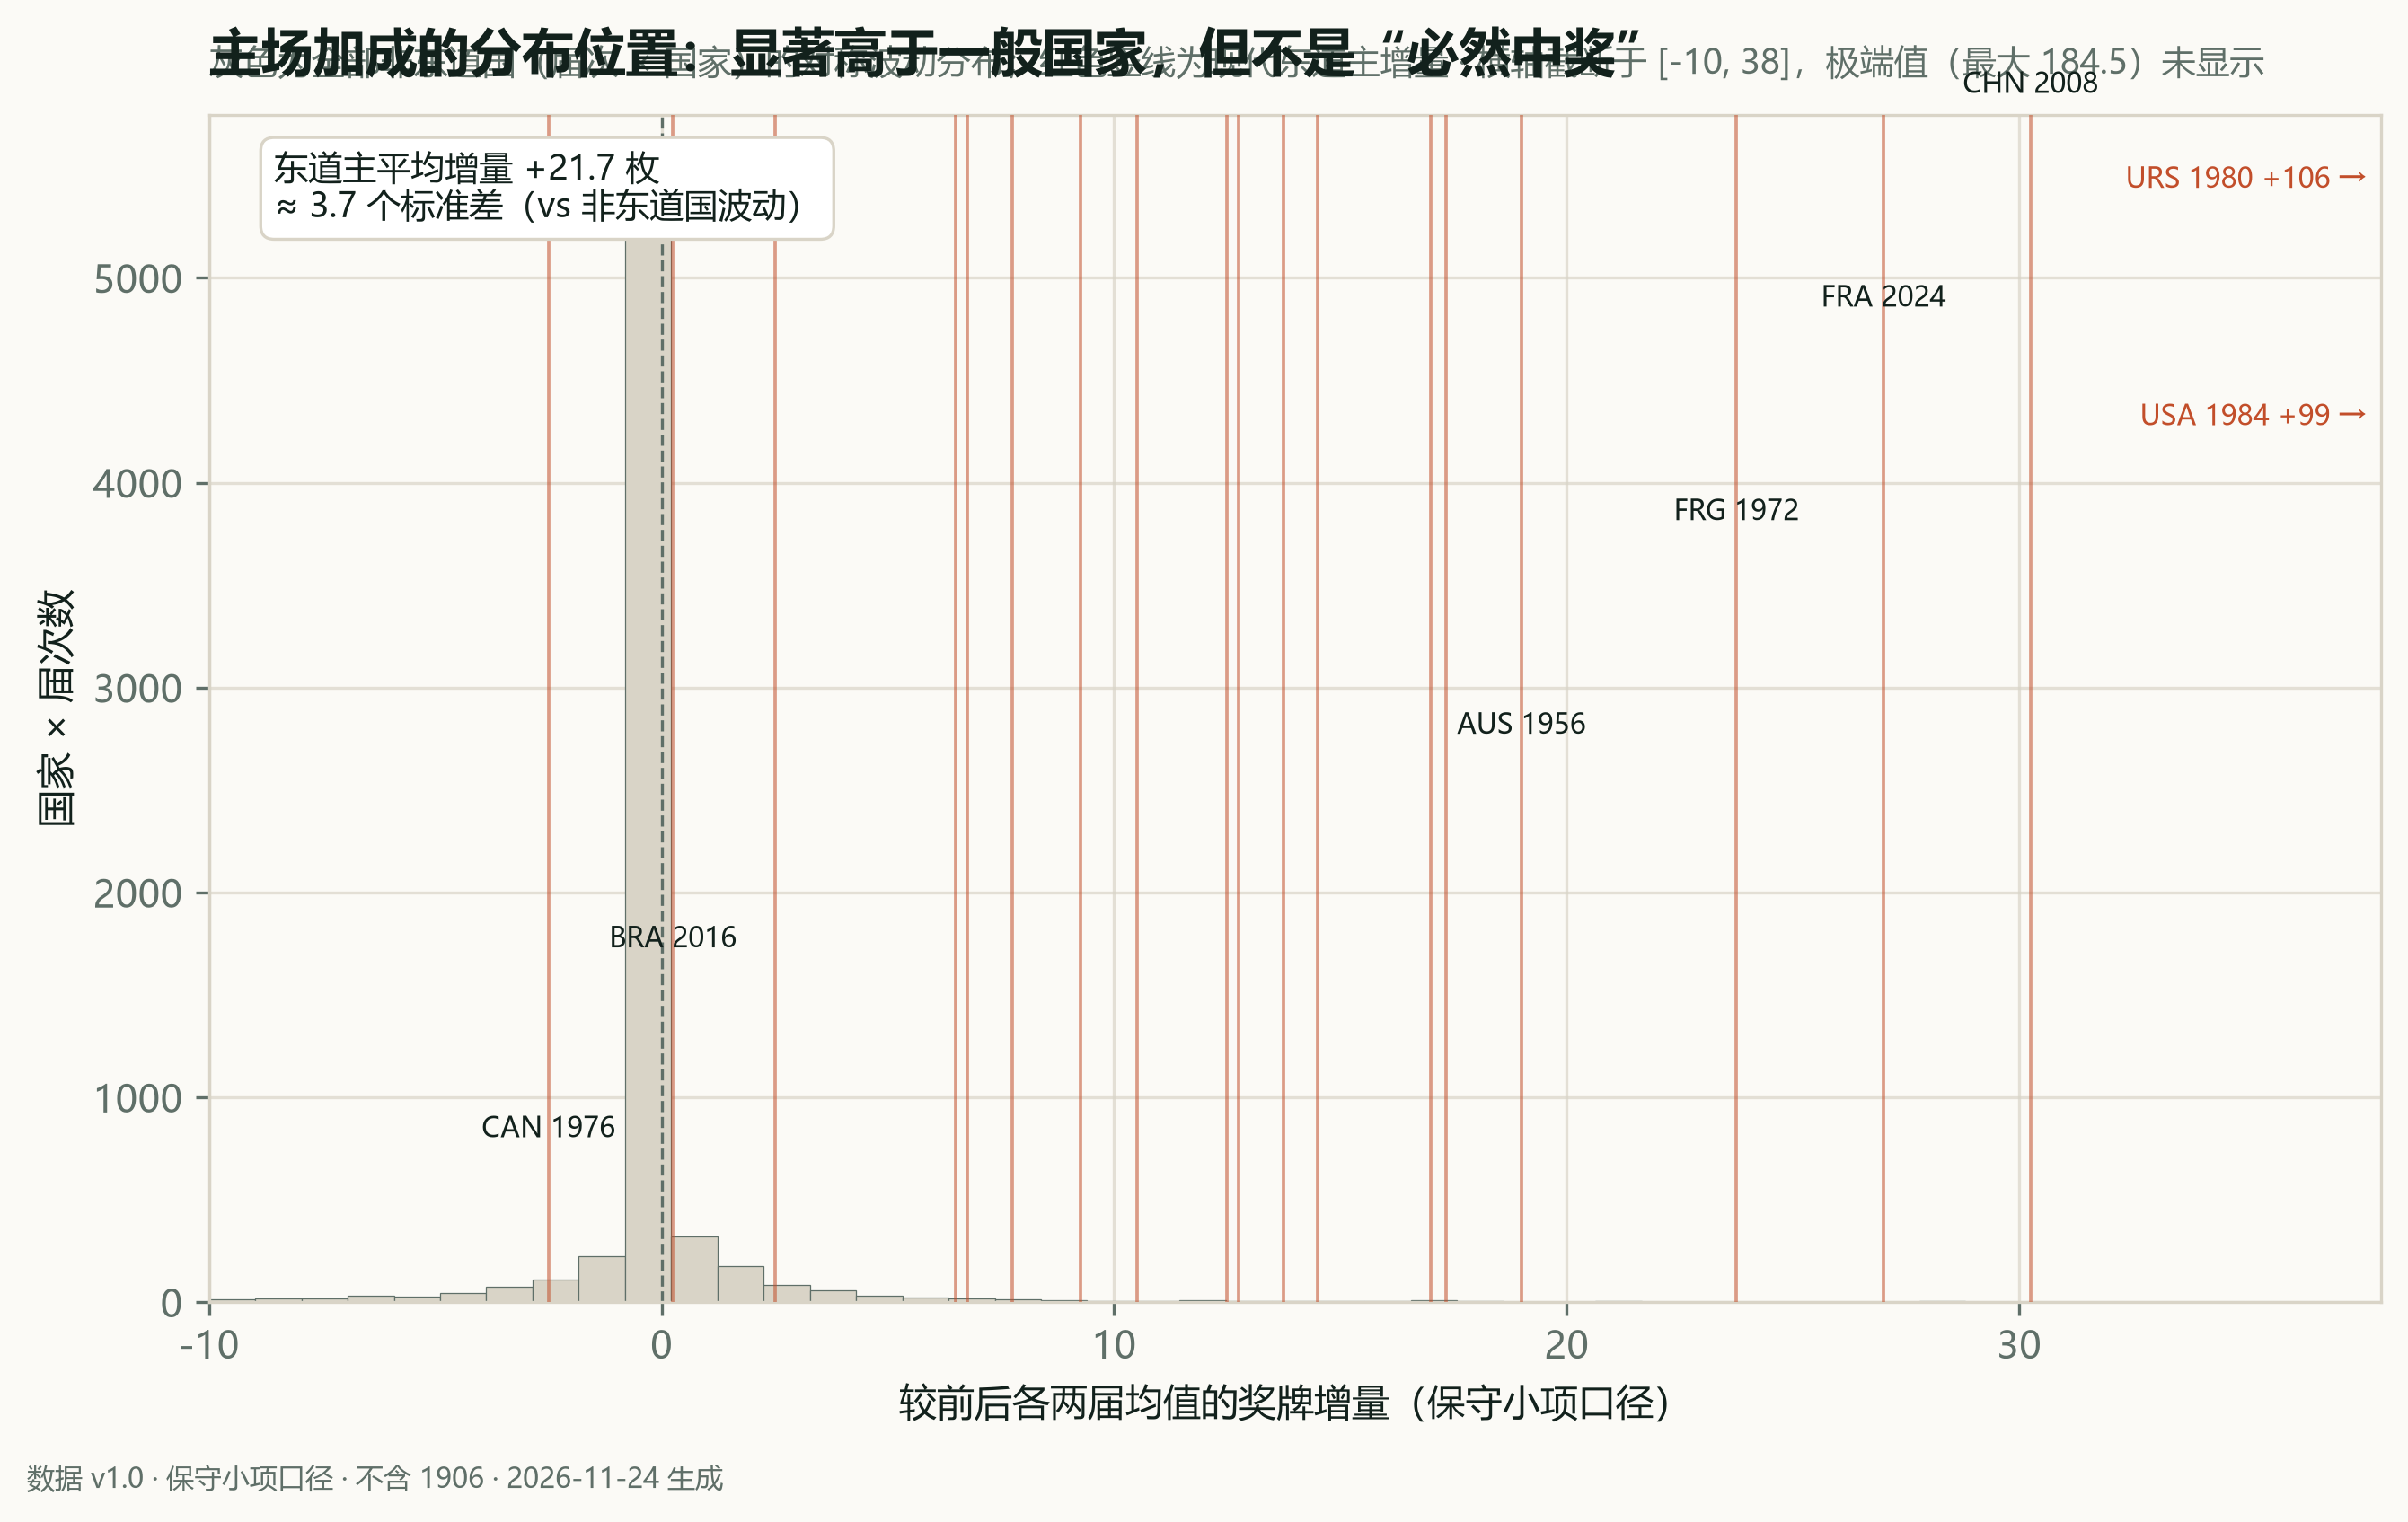 主场加成的分布位置：显著高于一般国家，但不是“必然中奖”
[-10, 38]，极端值（最大 184.5）未显示
CHN 2008
东道主平均增量 +21.7 枚
≈ 3.7 个标准差（vs 非东道国波动）
URS 1980 +106 →
5000
FRA 2024
USA 1984 +99 →
4000
FRG 1972
3000
AUS 1956
国家 × 届次数
2000
BRA 2016
1000
CAN 1976
0
-10 0 10 20 30
较前后各两届均值的奖牌增量（保守小项口径）
数据 v1.0 · 保守小项口径 · 不含 1906 · 2026-11-24 生成